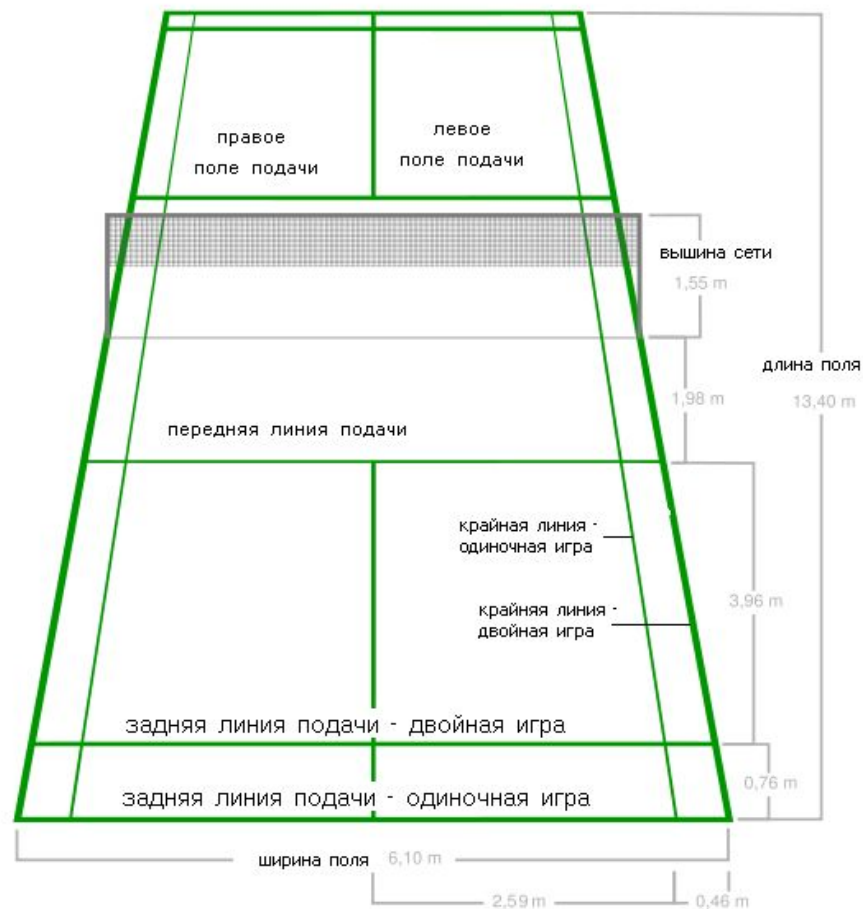 правое
поле подачи
левое
поле подачи
вышина сети
1,55 m
длина поля
13,40 m
1,98 m
передняя линия подачи
крайная линия -
одиночная игра
3,96 m
крайняя линия -
двойная игра
задняя линия подачи - двойная игра
0,76 m
задняя линия подачи - одиночная игра
ширина поля 6,10 m
2,59 m
0,46 m